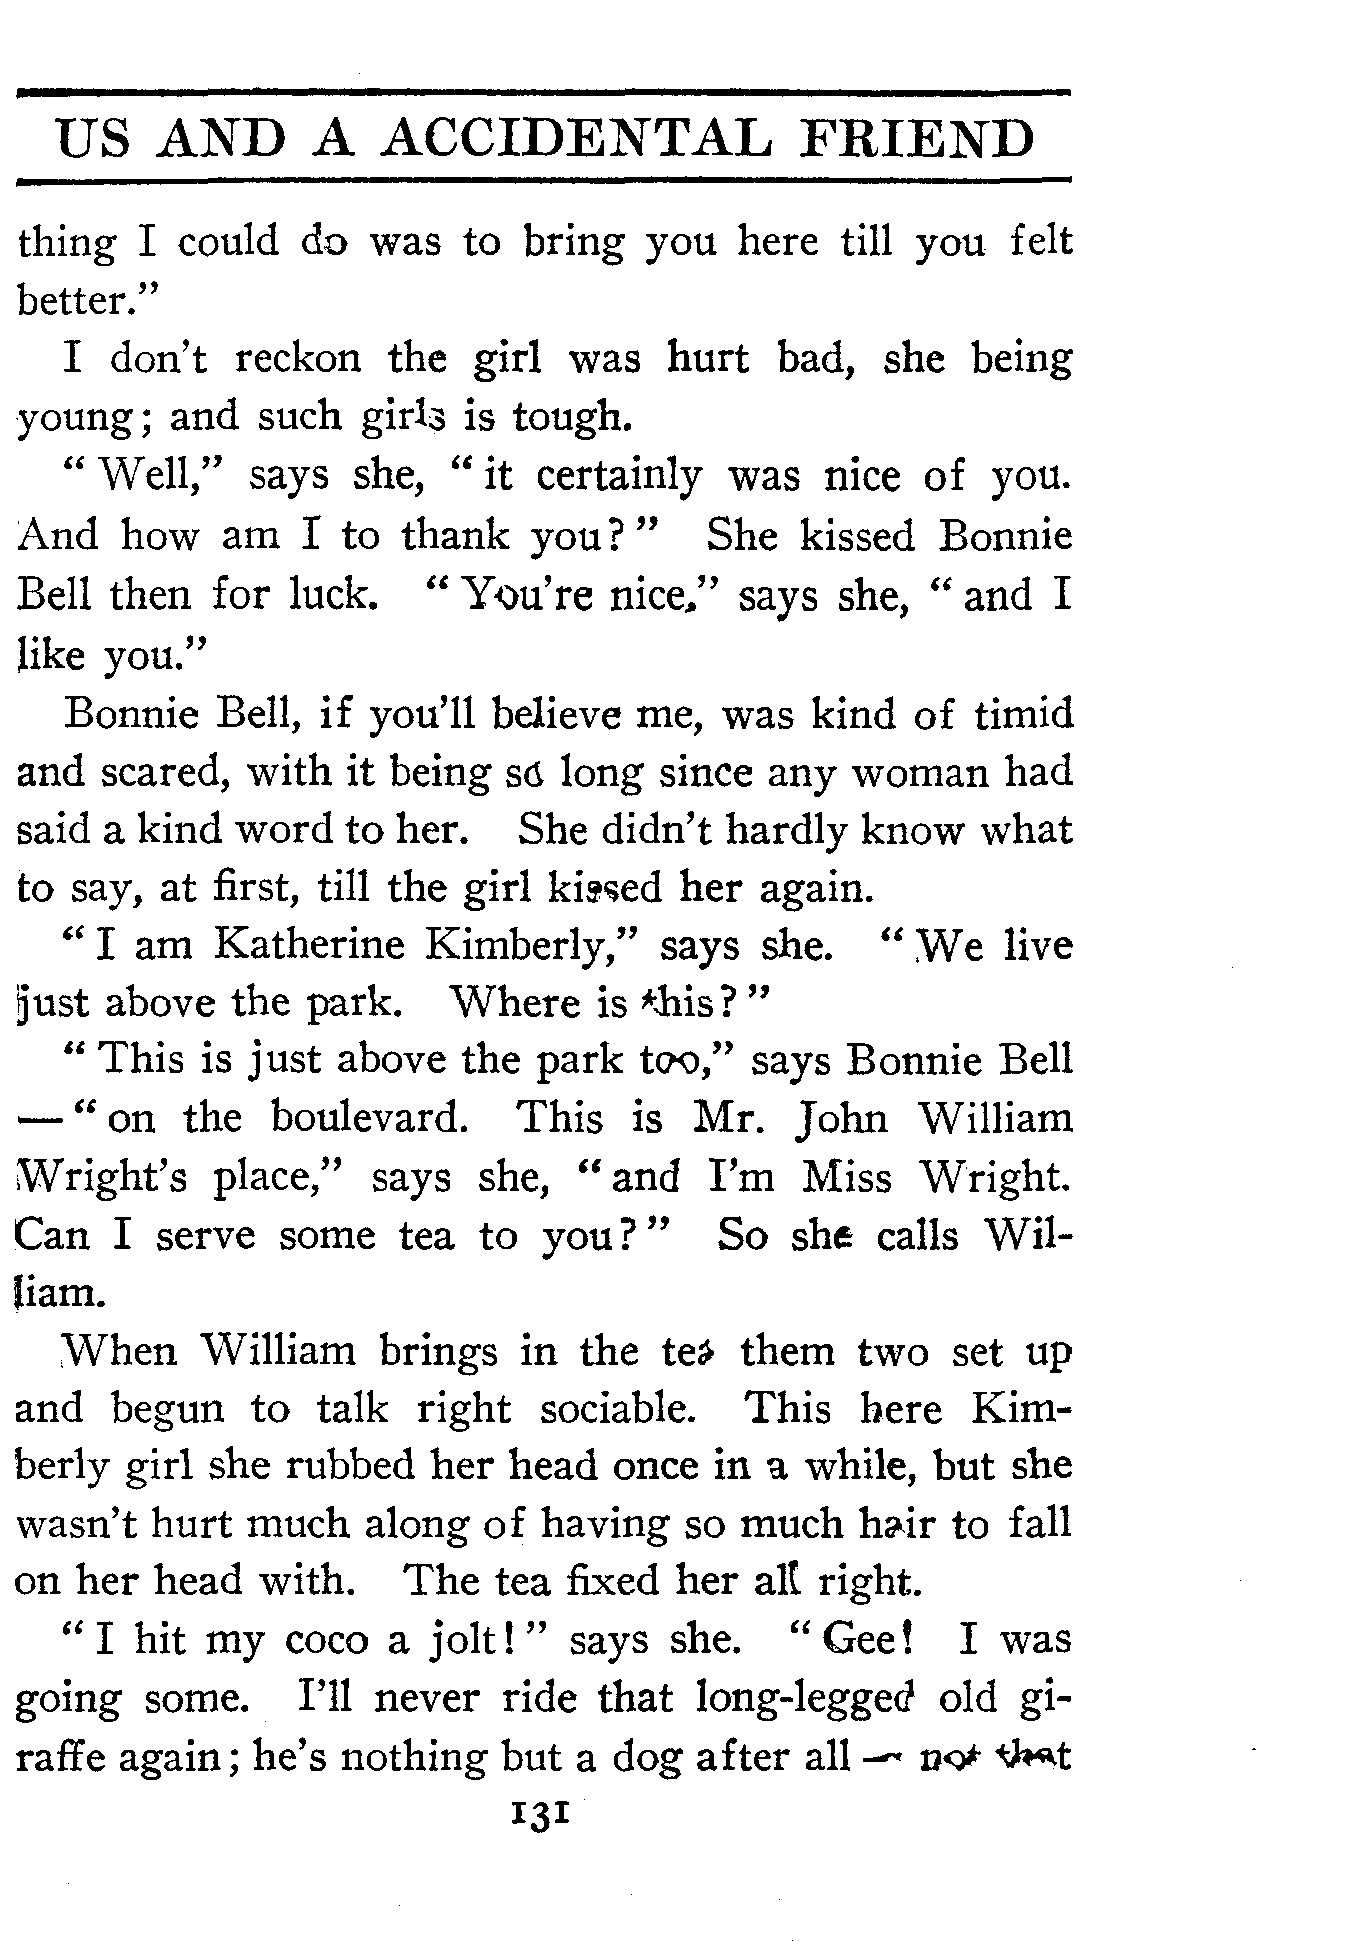 US AND A ACCIDENTAL FRIEND
thing I could do was to bring you here till you felt
better."
I don't reckon the girl was hurt bad, she being
young; and such girls is tough.
"Well," says she, "it certainly was nice of you.
And how am I to thank you?" She kissed Bonnie
Bell then for luck. "You're nice," says she, "and I
like you."
Bonnie Bell, if you'll believe me, was kind of timid
and scared, with it being so long since any woman had
said a kind word to her. She didn't hardly know what
to say, at first, till the girl kissed her again.
"I am Katherine Kimberly," says she. "We live
just above the park. Where is this?"
"This is just above the park too," says Bonnie Bell
—"on the boulevard. This is Mr. John William
Wright's place," says she, "and I'm Miss Wright.
Can I serve some tea to you?" So she calls Wil-
liam.
When William brings in the tea them two set up
and begun to talk right sociable. This here Kim-
berly girl she rubbed her head once in a while, but she
wasn't hurt much along of having so much hair to fall
on her head with. The tea fixed her all right.
"I hit my coco a jolt!" says she. "Gee! I was
going some. I'll never ride that long-legged old gi-
raffe again; he's nothing but a dog after all — not that
131